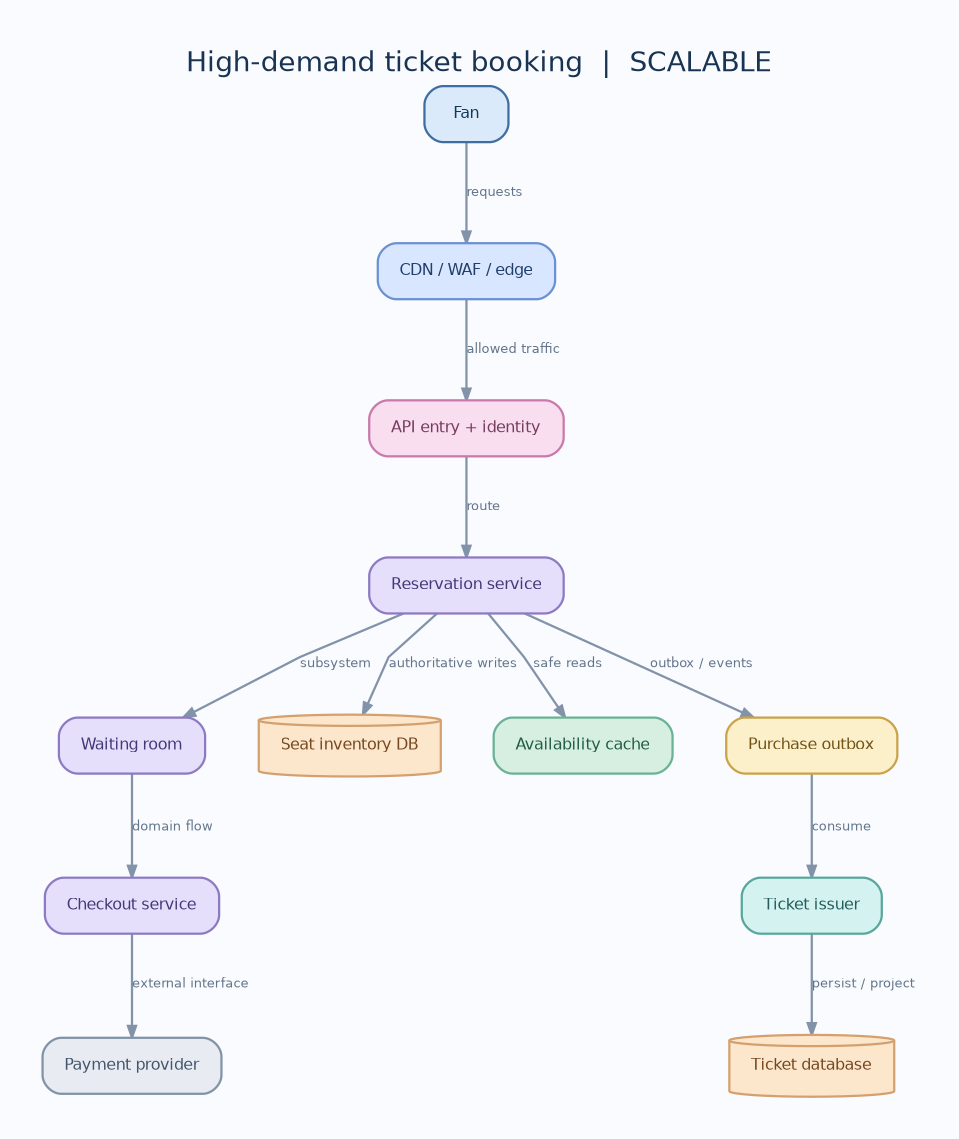 High-demand ticket booking | SCALABLE
Fan
requests
CDN / WAF / edge
allowed traffic
API entry + identity
route
Reservation service
subsystem
authoritative writes
safe reads
outbox / events
Waiting room
Seat inventory DB
Availability cache
Purchase outbox
domain flow
consume
Checkout service
Ticket issuer
external interface
persist / project
Payment provider
Ticket database